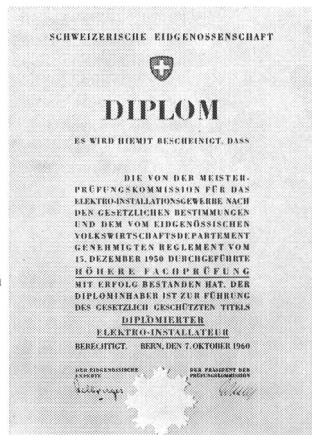 SCHWEIZERISCHE EIDGENOSSENSCHAFT
DIPLOM
ES WIRD HIEMIT BESCHEINIGT, DASS
DIE VON DER MEISTER-
PRÜFUNGSKOMMISSION FÜR DAS
ELEKTRO-INSTALLATIONSGEWERBE NACH
DEN GESETZLICHEN BESTIMMUNGEN
UND DEM VOM EIDGENÖSSISCHEN
VOLKSWIRTSCHAFTSDEPARTEMENT
GENEHMIGTEN REGLEMENT VOM
15. DEZEMBER 1950 DURCHGEFÜHRTE
HÖHERE FACHPRÜFUNG
MIT ERFOLG BESTANDEN HAT. DER
DIPLOMINHABER IST ZUR FÜHRUNG
DES GESETZLICH GESCHÜTZTEN TITELS
DIPLOMIERTER
ELEKTRO-INSTALLATEUR
BERECHTIGT. BERN, DEN 7. OKTOBER 1960
DER EIDGENÖSSISCHE
EXPERTE
DER PRÄSIDENT DER
PRÜFUNGSKOMMISSION